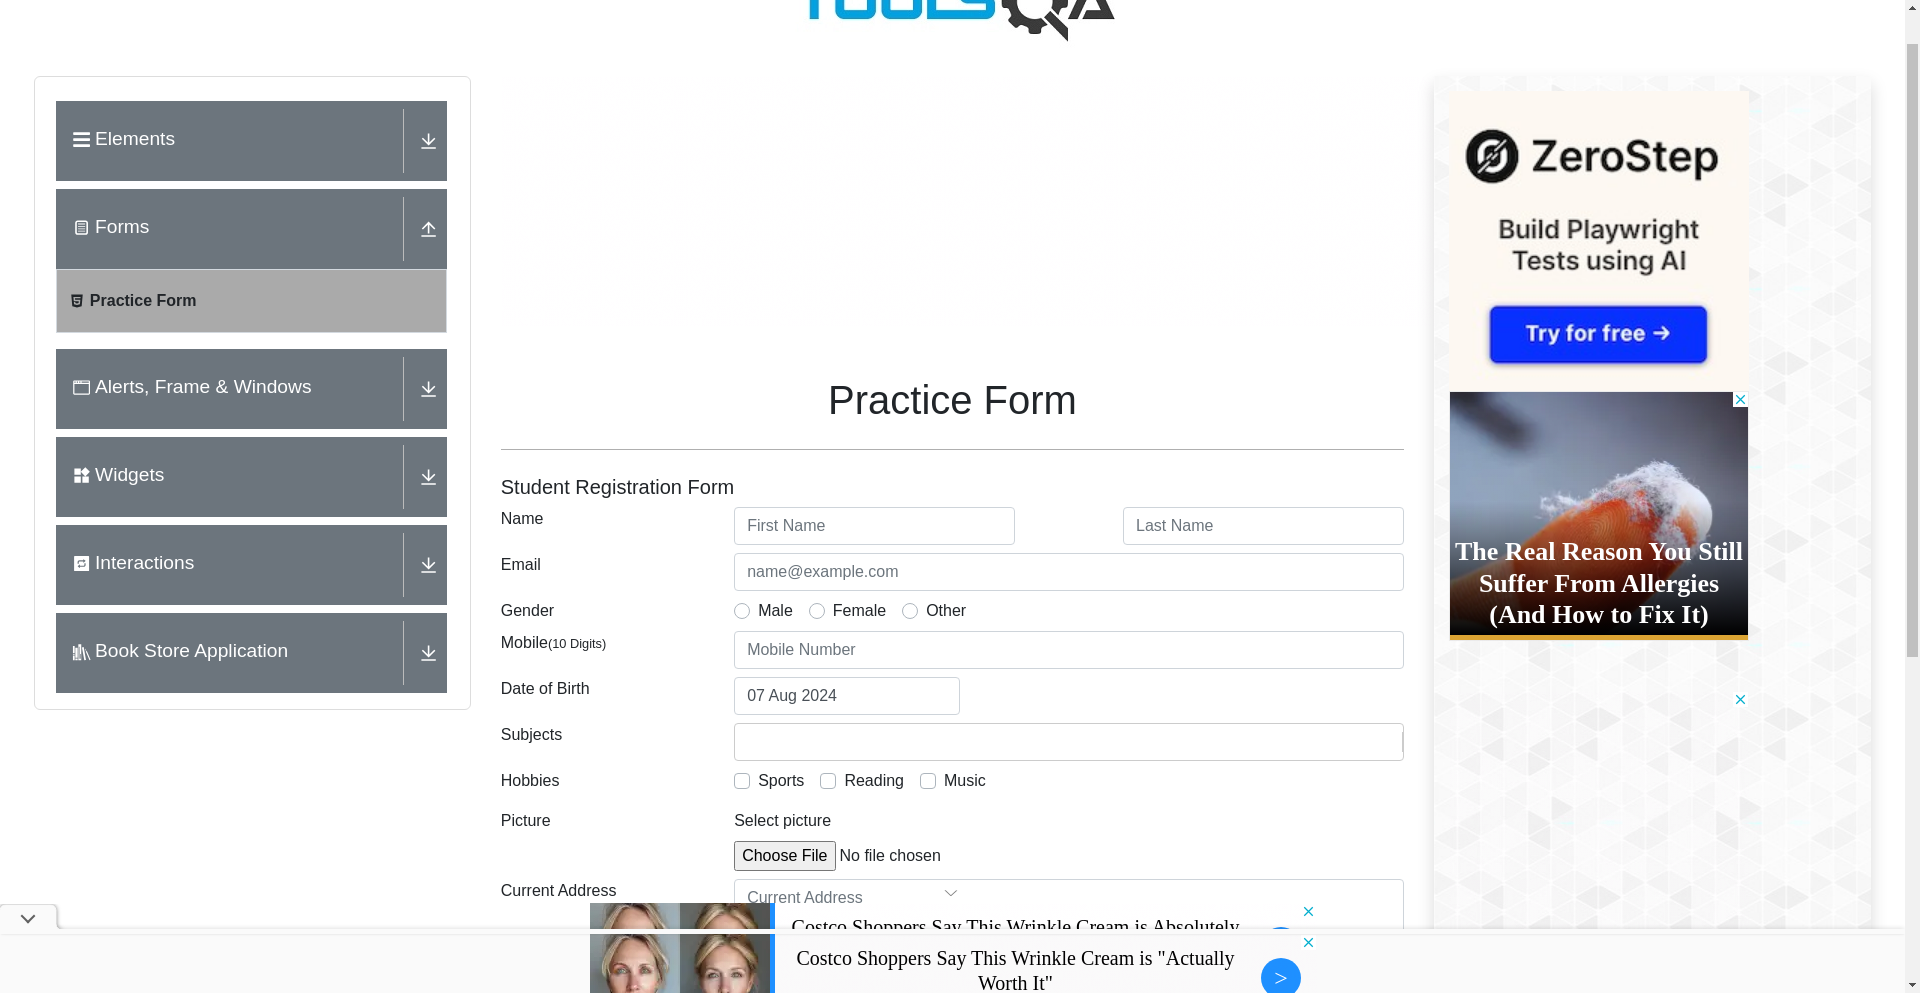 TOOLSQA
Elements
Forms
Practice Form
Alerts, Frame & Windows
Widgets
Interactions
Book Store Application
Practice Form
Student Registration Form
Name
First Name
Last Name
Email
name@example.com
Gender
Male
Female
Other
Mobile(10 Digits)
Mobile Number
Date of Birth
07 Aug 2024
Subjects
Hobbies
Sports
Reading
Music
Picture
Select picture
Choose File No file chosen
Current Address
Current Address
ZeroStep
Build Playwright
Tests using AI
Try for free →
The Real Reason You Still
Suffer From Allergies
(And How to Fix It)
Costco Shoppers Say This Wrinkle Cream is Absolutely
Costco Shoppers Say This Wrinkle Cream is "Actually
Worth It"
>